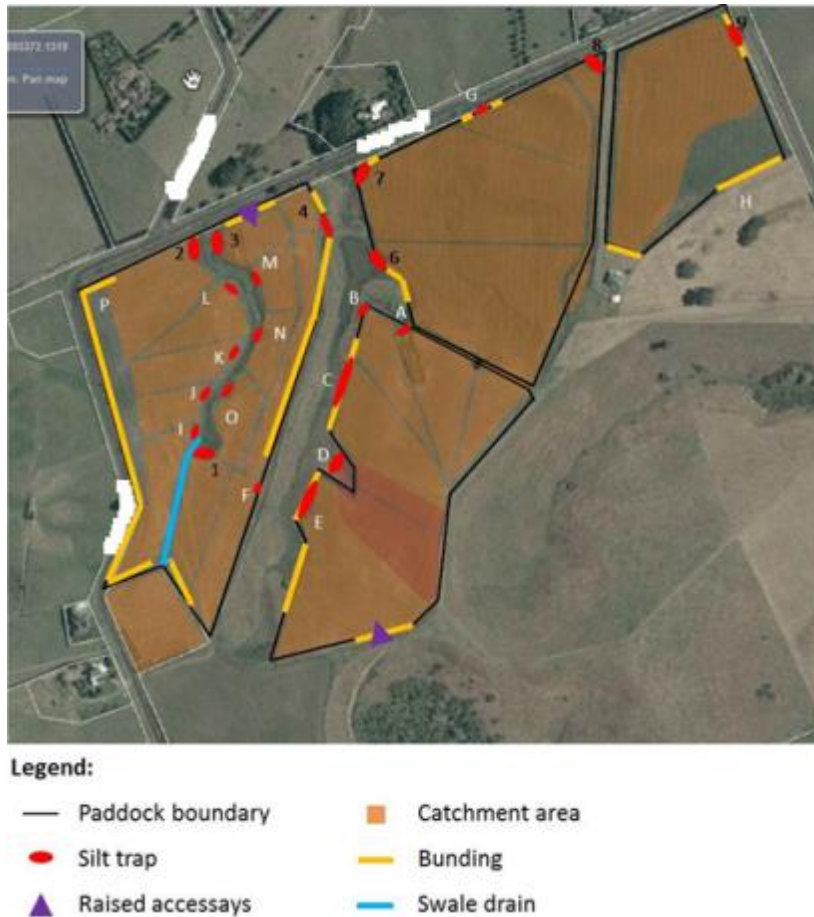 Pan map
8
9
G
7
4
2
3
6
M
P
L
H
B
A
N
K
C
J
O
I
1
D
F
E
Legend:
Paddock boundary
Catchment area
Silt trap
Bunding
Raised accessays
Swale drain